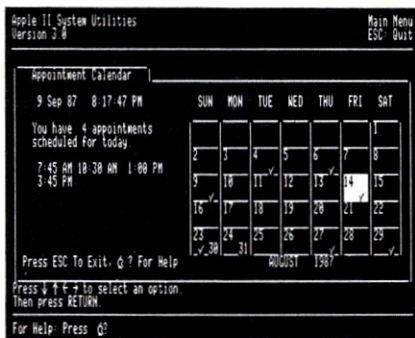 Apple II System Utilities Main Menu
Version 3.0 ESC: Quit
Appointment Calendar
9 Sep 87 8:17:47 PM SUN MON TUE WED THU FRI SAT
You have 4 appointments
scheduled for today.
7:45 AM 10:30 AM 1:00 PM
3:45 PM
1
2 3 4 5 6 7 8
9 10 11 12 13 14 15
16 17 18 19 20 21 22
23 24 25 26 27 28 29
30 31
Press ESC To Exit, ? For Help AUGUST 1987
Press ↓ ↑ ← → to select an option.
Then press RETURN.
For Help: Press ?